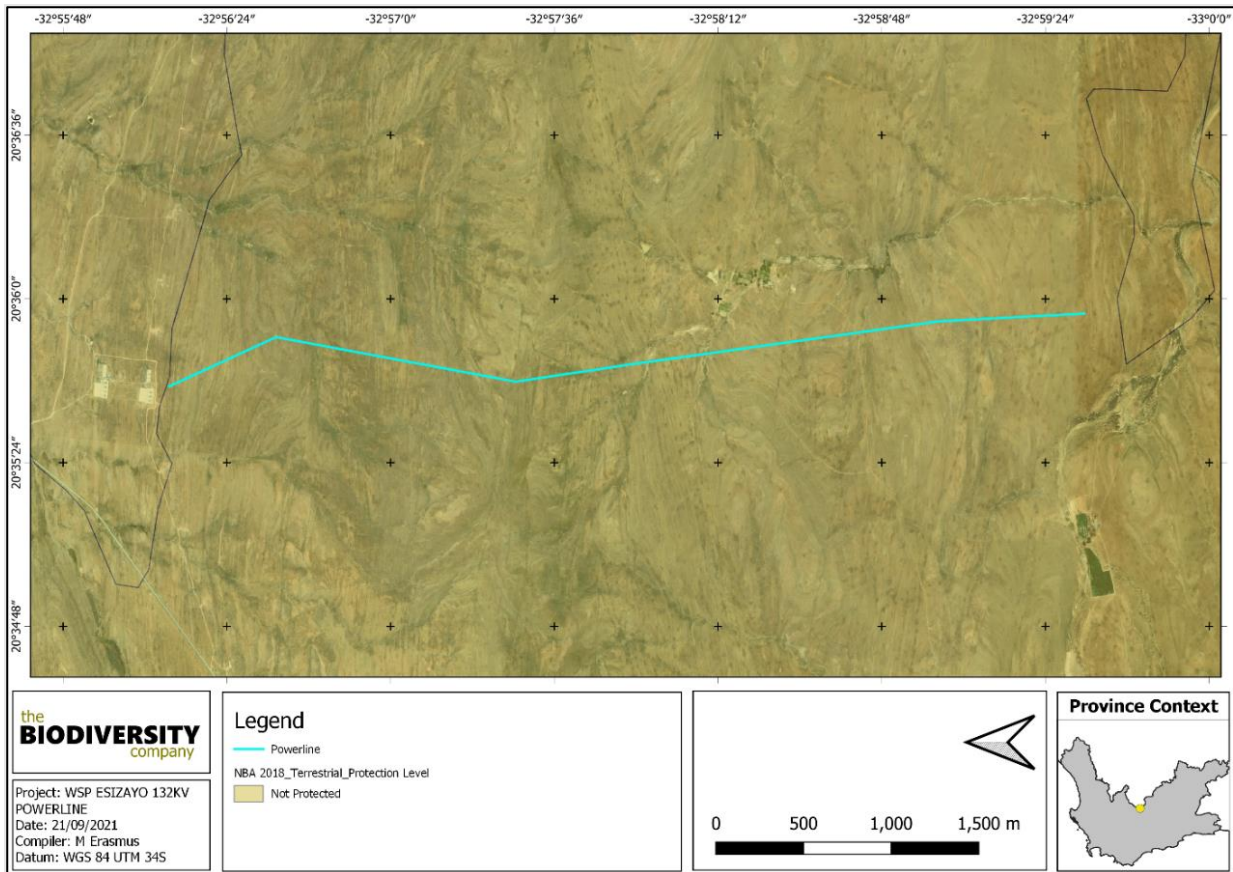 -32°55'48" -32°56'24" -32°57'0" -32°57'36" -32°58'12" -32°58'48" -32°59'24" -33°0'0"
20°36'36"
20°36'0"
20°35'24"
20°34'48"
the
BIODIVERSITY
company
Project: WSP ESIZAYO 132KV
POWERLINE
Date: 21/09/2021
Compiler: M Erasmus
Datum: WGS 84 UTM 34S
Legend
Powerline
NBA 2018_Terrestrial_Protection Level
Not Protected
0 500 1,000 1,500 m
Province Context